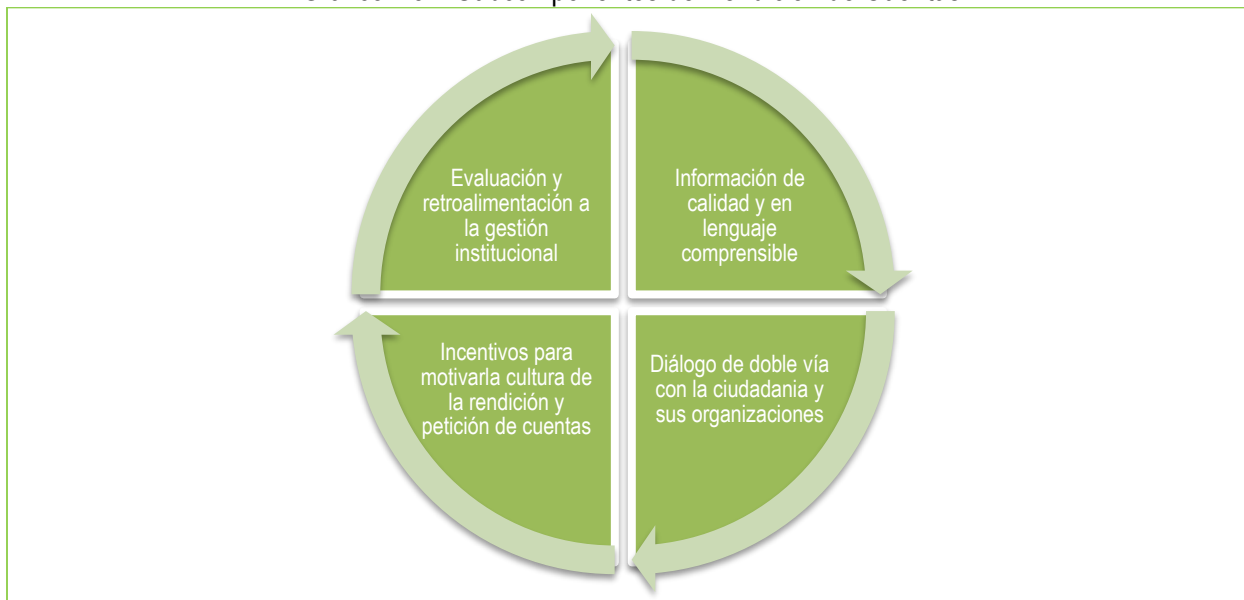 Evaluación y
retroalimentación a
la gestión
institucional
Información de
calidad y en
lenguaje
comprensible
Incentivos para
motivarla cultura de
la rendición y
petición de cuentas
Diálogo de doble vía
con la ciudadania y
sus organizaciones